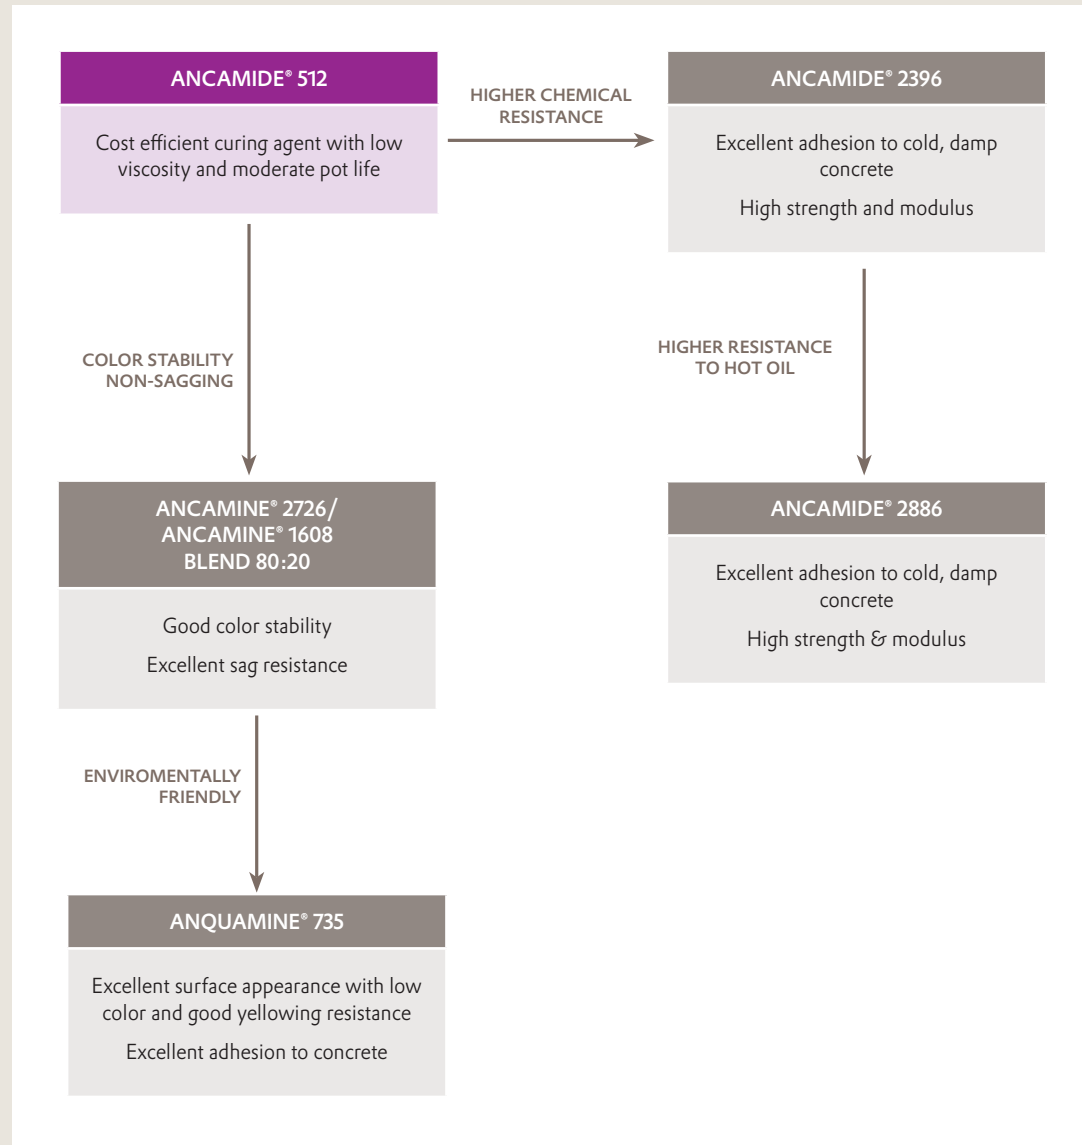 ANCAMIDE® 512
Cost efficient curing agent with low
viscosity and moderate pot life
HIGHER CHEMICAL
RESISTANCE
ANCAMIDE® 2396
Excellent adhesion to cold, damp
concrete
High strength and modulus
COLOR STABILITY
NON-SAGGING
HIGHER RESISTANCE
TO HOT OIL
ANCAMINE® 2726/
ANCAMINE® 1608
BLEND 80:20
Good color stability
Excellent sag resistance
ANCAMIDE® 2886
Excellent adhesion to cold, damp
concrete
High strength & modulus
ENVIROMENTALLY
FRIENDLY
ANQUAMINE® 735
Excellent surface appearance with low
color and good yellowing resistance
Excellent adhesion to concrete